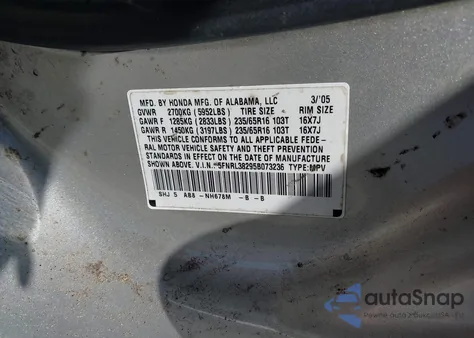 MFD. BY HONDA MFG. OF ALABAMA, LLC 3/'05
GVWR 2700KG (5952LBS) TIRE SIZE RIM SIZE
GAWR F 1285KG (2833LBS) 235/65R16 103T 16X7J
GAWR R 1450KG (3197LBS) 235/65R16 103T 16X7J
THIS VEHICLE CONFORMS TO ALL APPLICABLE FEDE-
RAL MOTOR VEHICLE SAFETY AND THEFT PREVENTION
STANDARDS IN EFFECT ON THE DATE OF MANUFACTURE
SHOWN ABOVE. V.I.N.: 5FNRL38295B073236 TYPE: MPV
SHJ 5 A88 -NH678M -B -B
autoSnap